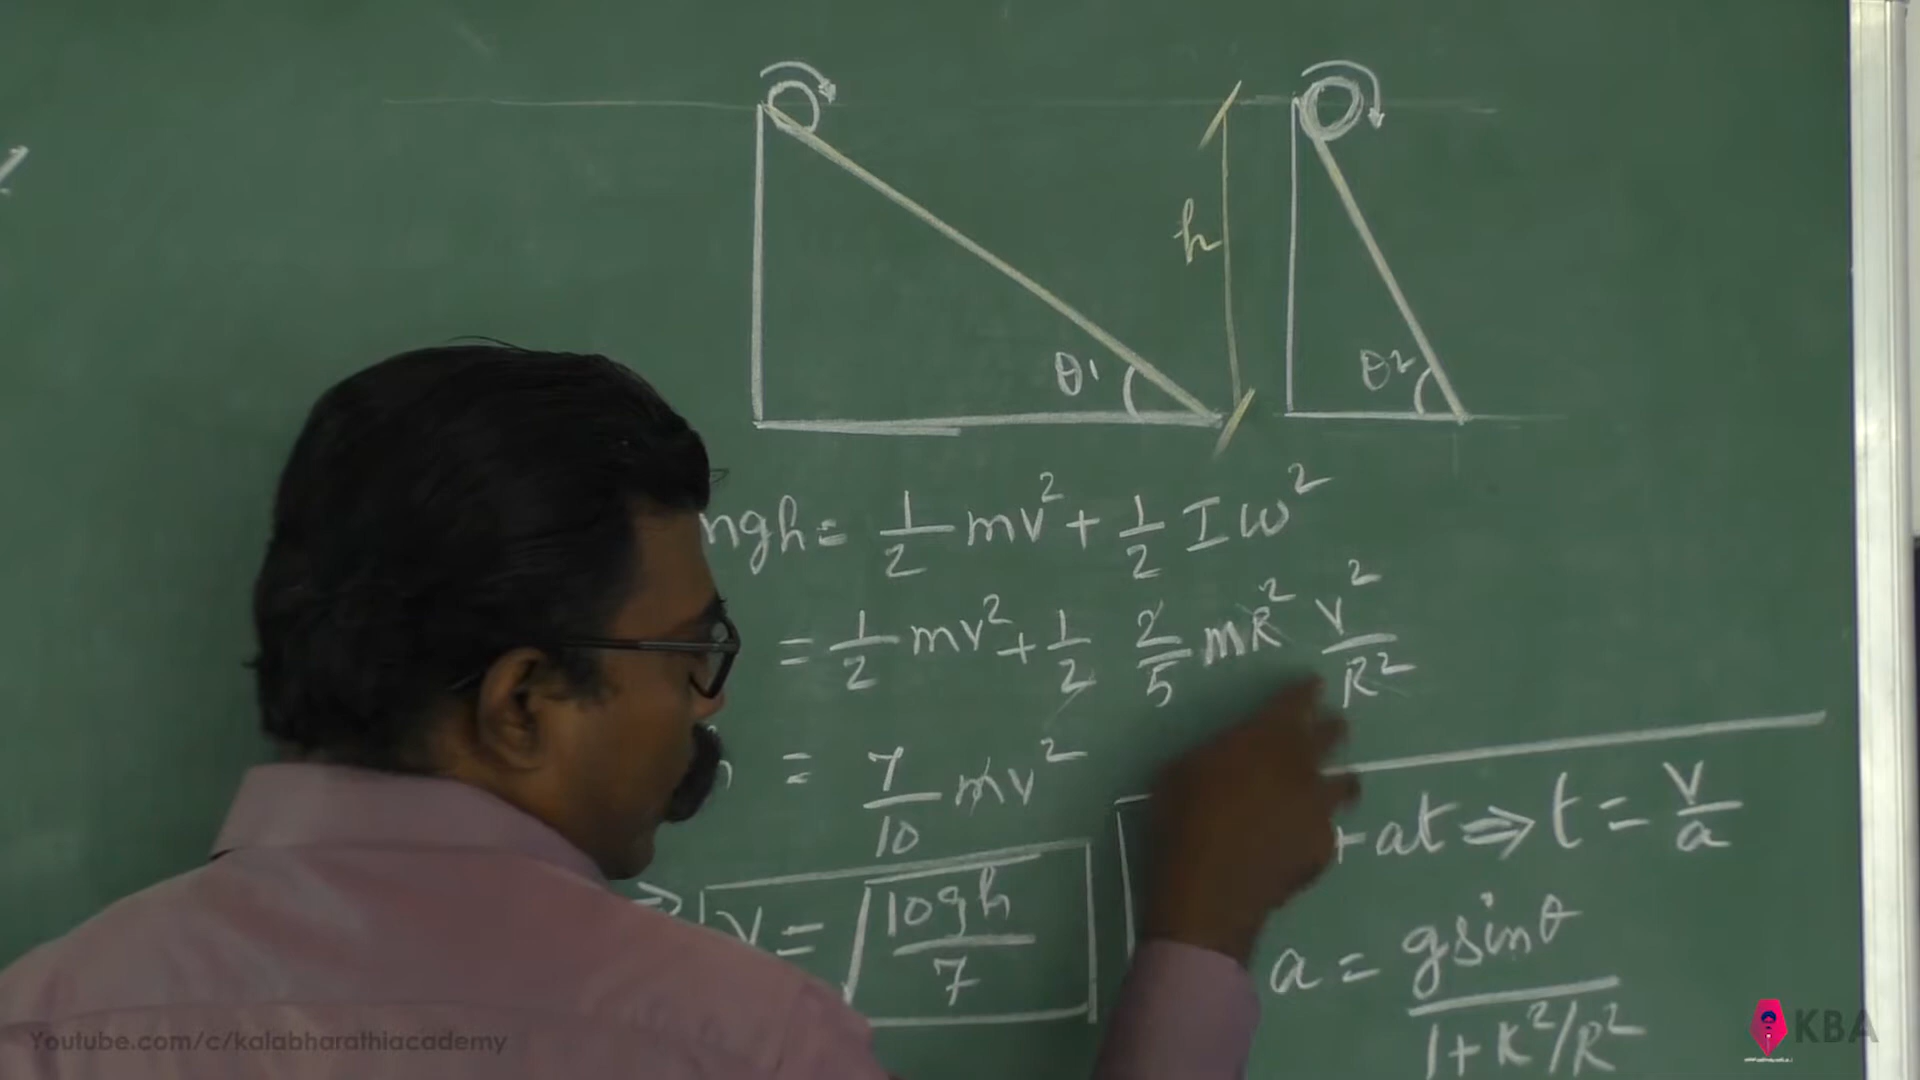 h
θ1
θ2
mgh = 1/2 mv² + 1/2 I ω²
= 1/2 mv² + 1/2 2/5 mR² v²/R²
= 7/10 mv²
⇒ v = √(10gh/7)
+at ⇒ t = v/a
a = gsinθ / 1+K²/R²
Youtube.com/c/kalabharathiacademy
KBA